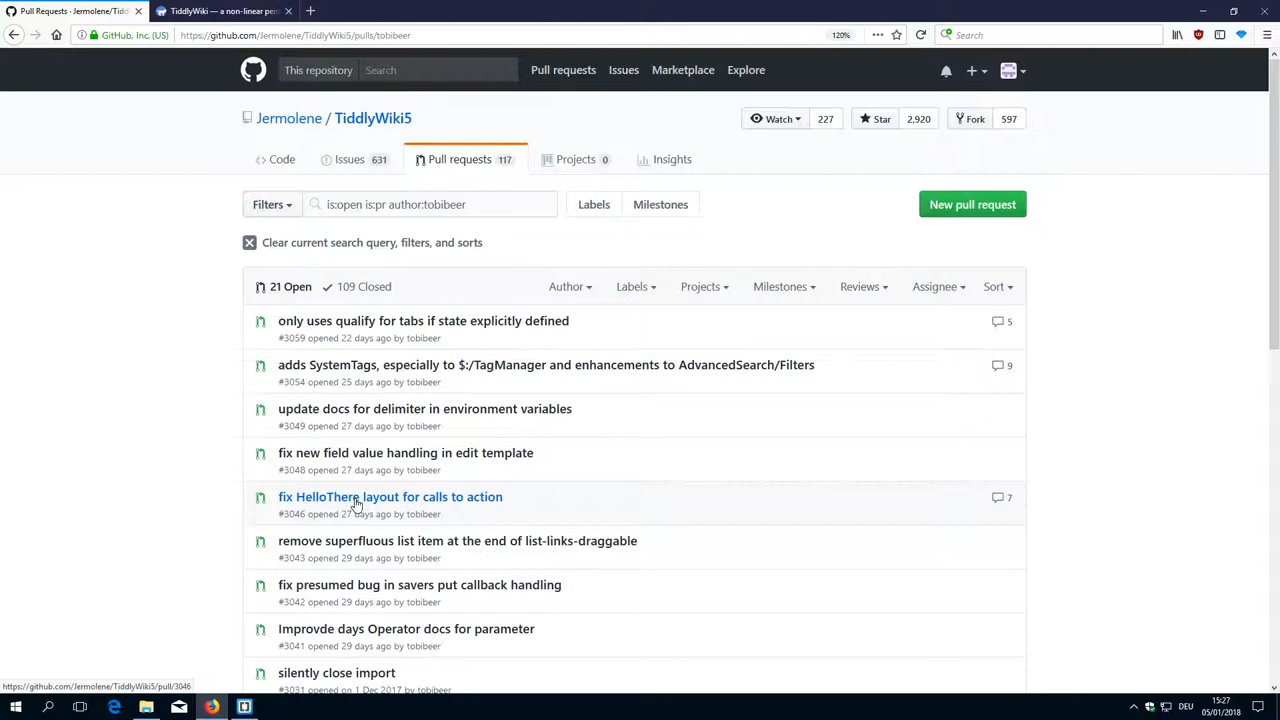 Pull Requests · Jermolene/Tiddl
TiddlyWiki — a non-linear pers
GitHub, Inc. (US)
https://github.com/Jermolene/TiddlyWiki5/pulls/tobibeer
120%
Search
This repository
Search
Pull requests
Issues
Marketplace
Explore
Jermolene / TiddlyWiki5
Watch
227
Star
2,920
Fork
597
Code
Issues 631
Pull requests 117
Projects 0
Insights
Filters
is:open is:pr author:tobibeer
Labels
Milestones
New pull request
Clear current search query, filters, and sorts
21 Open
109 Closed
Author
Labels
Projects
Milestones
Reviews
Assignee
Sort
only uses qualify for tabs if state explicitly defined
5
#3059 opened 22 days ago by tobibeer
adds SystemTags, especially to $:/TagManager and enhancements to AdvancedSearch/Filters
9
#3054 opened 25 days ago by tobibeer
update docs for delimiter in environment variables
#3049 opened 27 days ago by tobibeer
fix new field value handling in edit template
#3048 opened 27 days ago by tobibeer
fix HelloThere layout for calls to action
7
#3046 opened 27 days ago by tobibeer
remove superfluous list item at the end of list-links-draggable
#3043 opened 29 days ago by tobibeer
fix presumed bug in savers put callback handling
#3042 opened 29 days ago by tobibeer
Improvde days Operator docs for parameter
#3041 opened 29 days ago by tobibeer
silently close import
#3031 opened on 1 Dec 2017 by tobibeer
https://github.com/Jermolene/TiddlyWiki5/pull/3046
DEU
15:27
05/01/2018